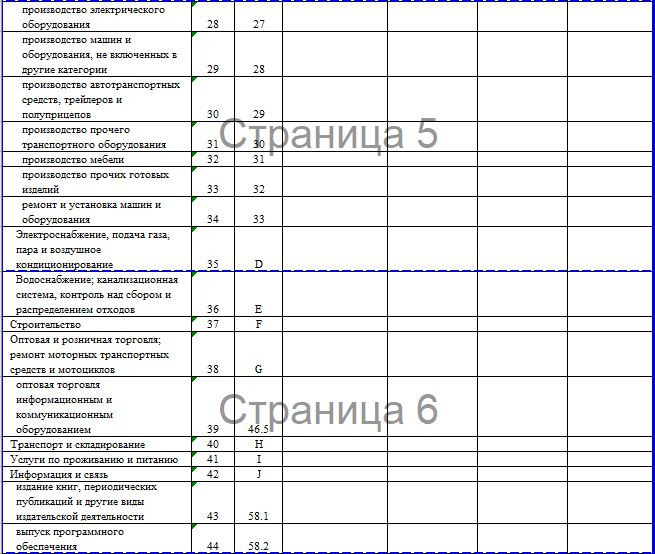 производство электрического
оборудования 28 27
производство машин и
оборудования, не включенных в
другие категории 29 28
производство автотранспортных
средств, трейлеров и
полуприцепов 30 29
Страница 5
производство прочего
транспортного оборудования 31 30
производство мебели 32 31
производство прочих готовых
изделий 33 32
ремонт и установка машин и
оборудования 34 33
Электроснабжение, подача газа,
пара и воздушное
кондиционирование 35 D
Водоснабжение; канализационная
система, контроль над сбором и
распределением отходов 36 E
Строительство 37 F
Оптовая и розничная торговля;
ремонт моторных транспортных
средств и мотоциклов 38 G
оптовая торговля
информационным и
коммуникационным
оборудованием 39 46.5
Страница 6
Транспорт и складирование 40 H
Услуги по проживанию и питанию 41 I
Информация и связь 42 J
издание книг, периодических
публикаций и другие виды
издательской деятельности 43 58.1
выпуск программного
обеспечения 44 58.2